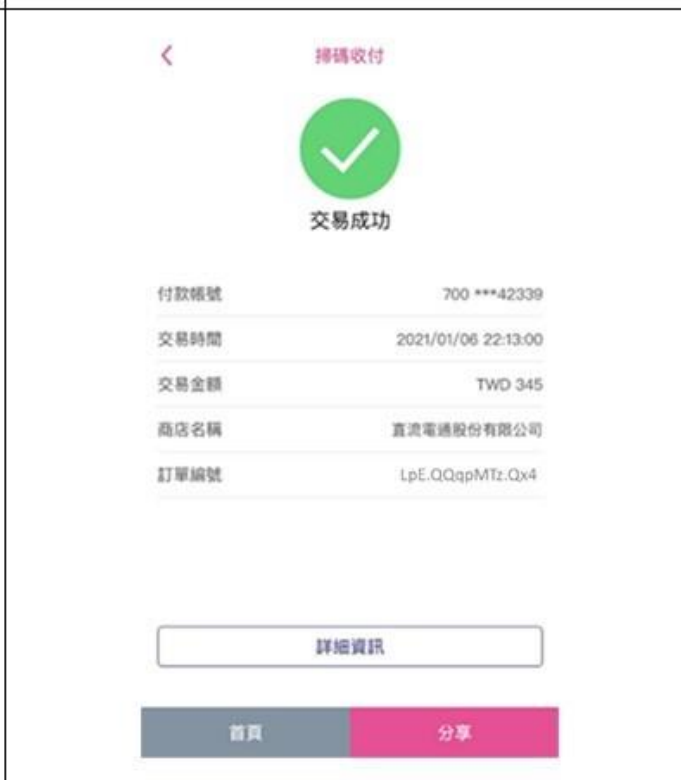 掃碼收付
交易成功
付款帳號 700 ***42339
交易時間 2021/01/06 22:13:00
交易金額 TWD 345
商店名稱 直流電通股份有限公司
訂單編號 LpE.QQqpMTz.Qx4
詳細資訊
首頁 分享